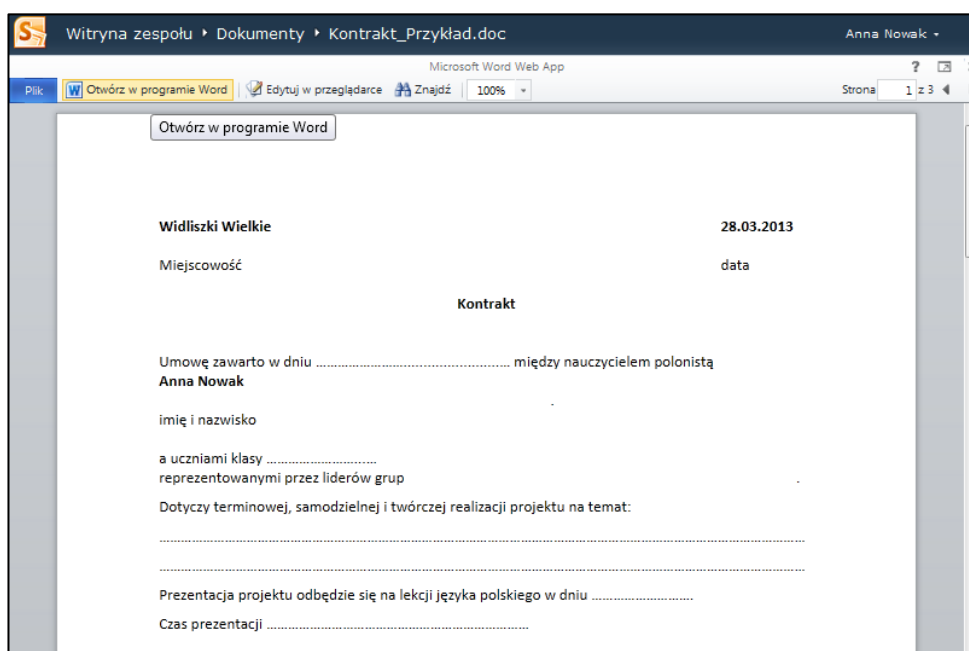 Witryna zespołu ‣ Dokumenty ‣ Kontrakt_Przykład.doc Anna Nowak
Microsoft Word Web App ?
Plik Otwórz w programie Word Edytuj w przeglądarce Znajdź 100% Strona 1 z 3
Otwórz w programie Word
Widliszki Wielkie 28.03.2013
Miejscowość data
Kontrakt
Umowę zawarto w dniu …………………………………………… między nauczycielem polonistą
Anna Nowak
.
imię i nazwisko
a uczniami klasy ………………………
reprezentowanymi przez liderów grup .
Dotyczy terminowej, samodzielnej i twórczej realizacji projektu na temat:
………………………………………………………………………………………………………………………………
………………………………………………………………………………………………………………………………
Prezentacja projektu odbędzie się na lekcji języka polskiego w dniu ……………………….
Czas prezentacji ………………………………………………………………